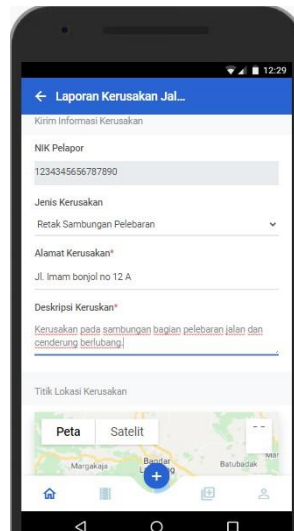 12:29
Laporan Kerusakan Jal...
Kirim Informasi Kerusakan
NIK Pelapor
1234345656787890
Jenis Kerusakan
Retak Sambungan Pelebaran
Alamat Kerusakan*
Jl. Imam bonjol no 12 A
Deskripsi Keruskan*
Kerusakan pada sambungan bagian pelebaran jalan dan
cenderung berlubang.
Titik Lokasi Kerusakan
Peta Satelit
Margakaja Bandar Batubadak